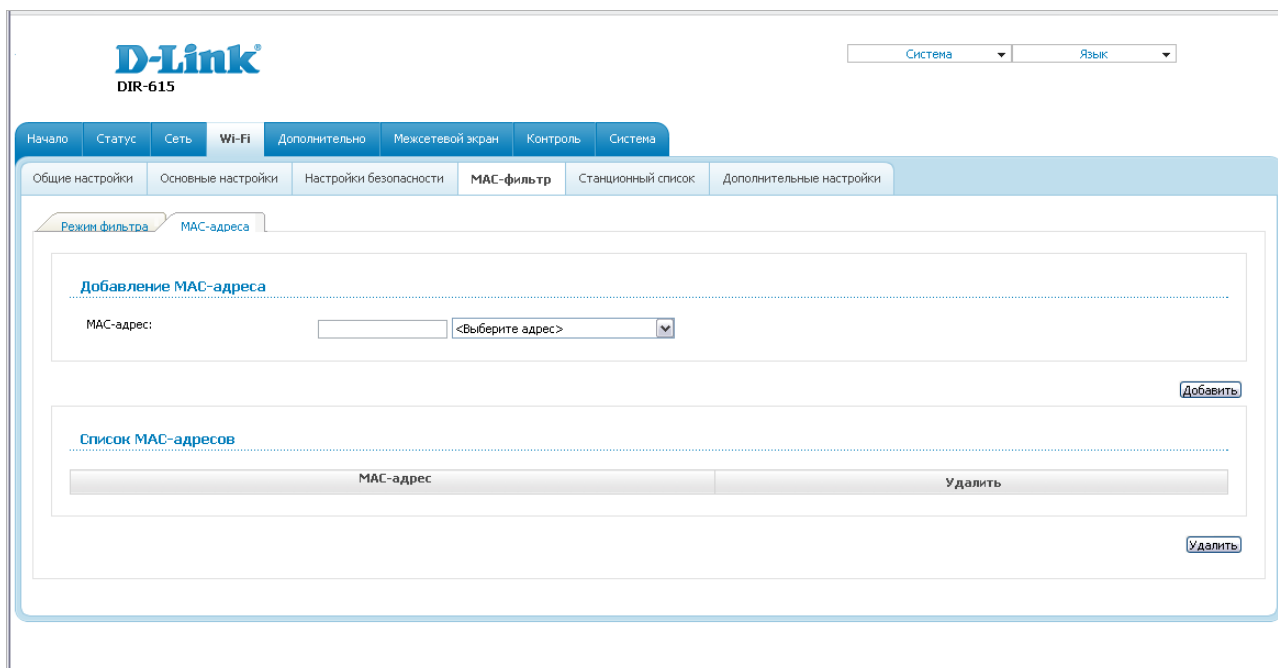 D-Link®
DIR-615
Система Язык
Начало Статус Сеть Wi-Fi Дополнительно Межсетевой экран Контроль Система
Общие настройки Основные настройки Настройки безопасности MAC-фильтр Станционный список Дополнительные настройки
Режим фильтра MAC-адреса
Добавление MAC-адреса
MAC-адрес: <Выберите адрес>
Добавить
Список MAC-адресов
MAC-адрес Удалить
Удалить